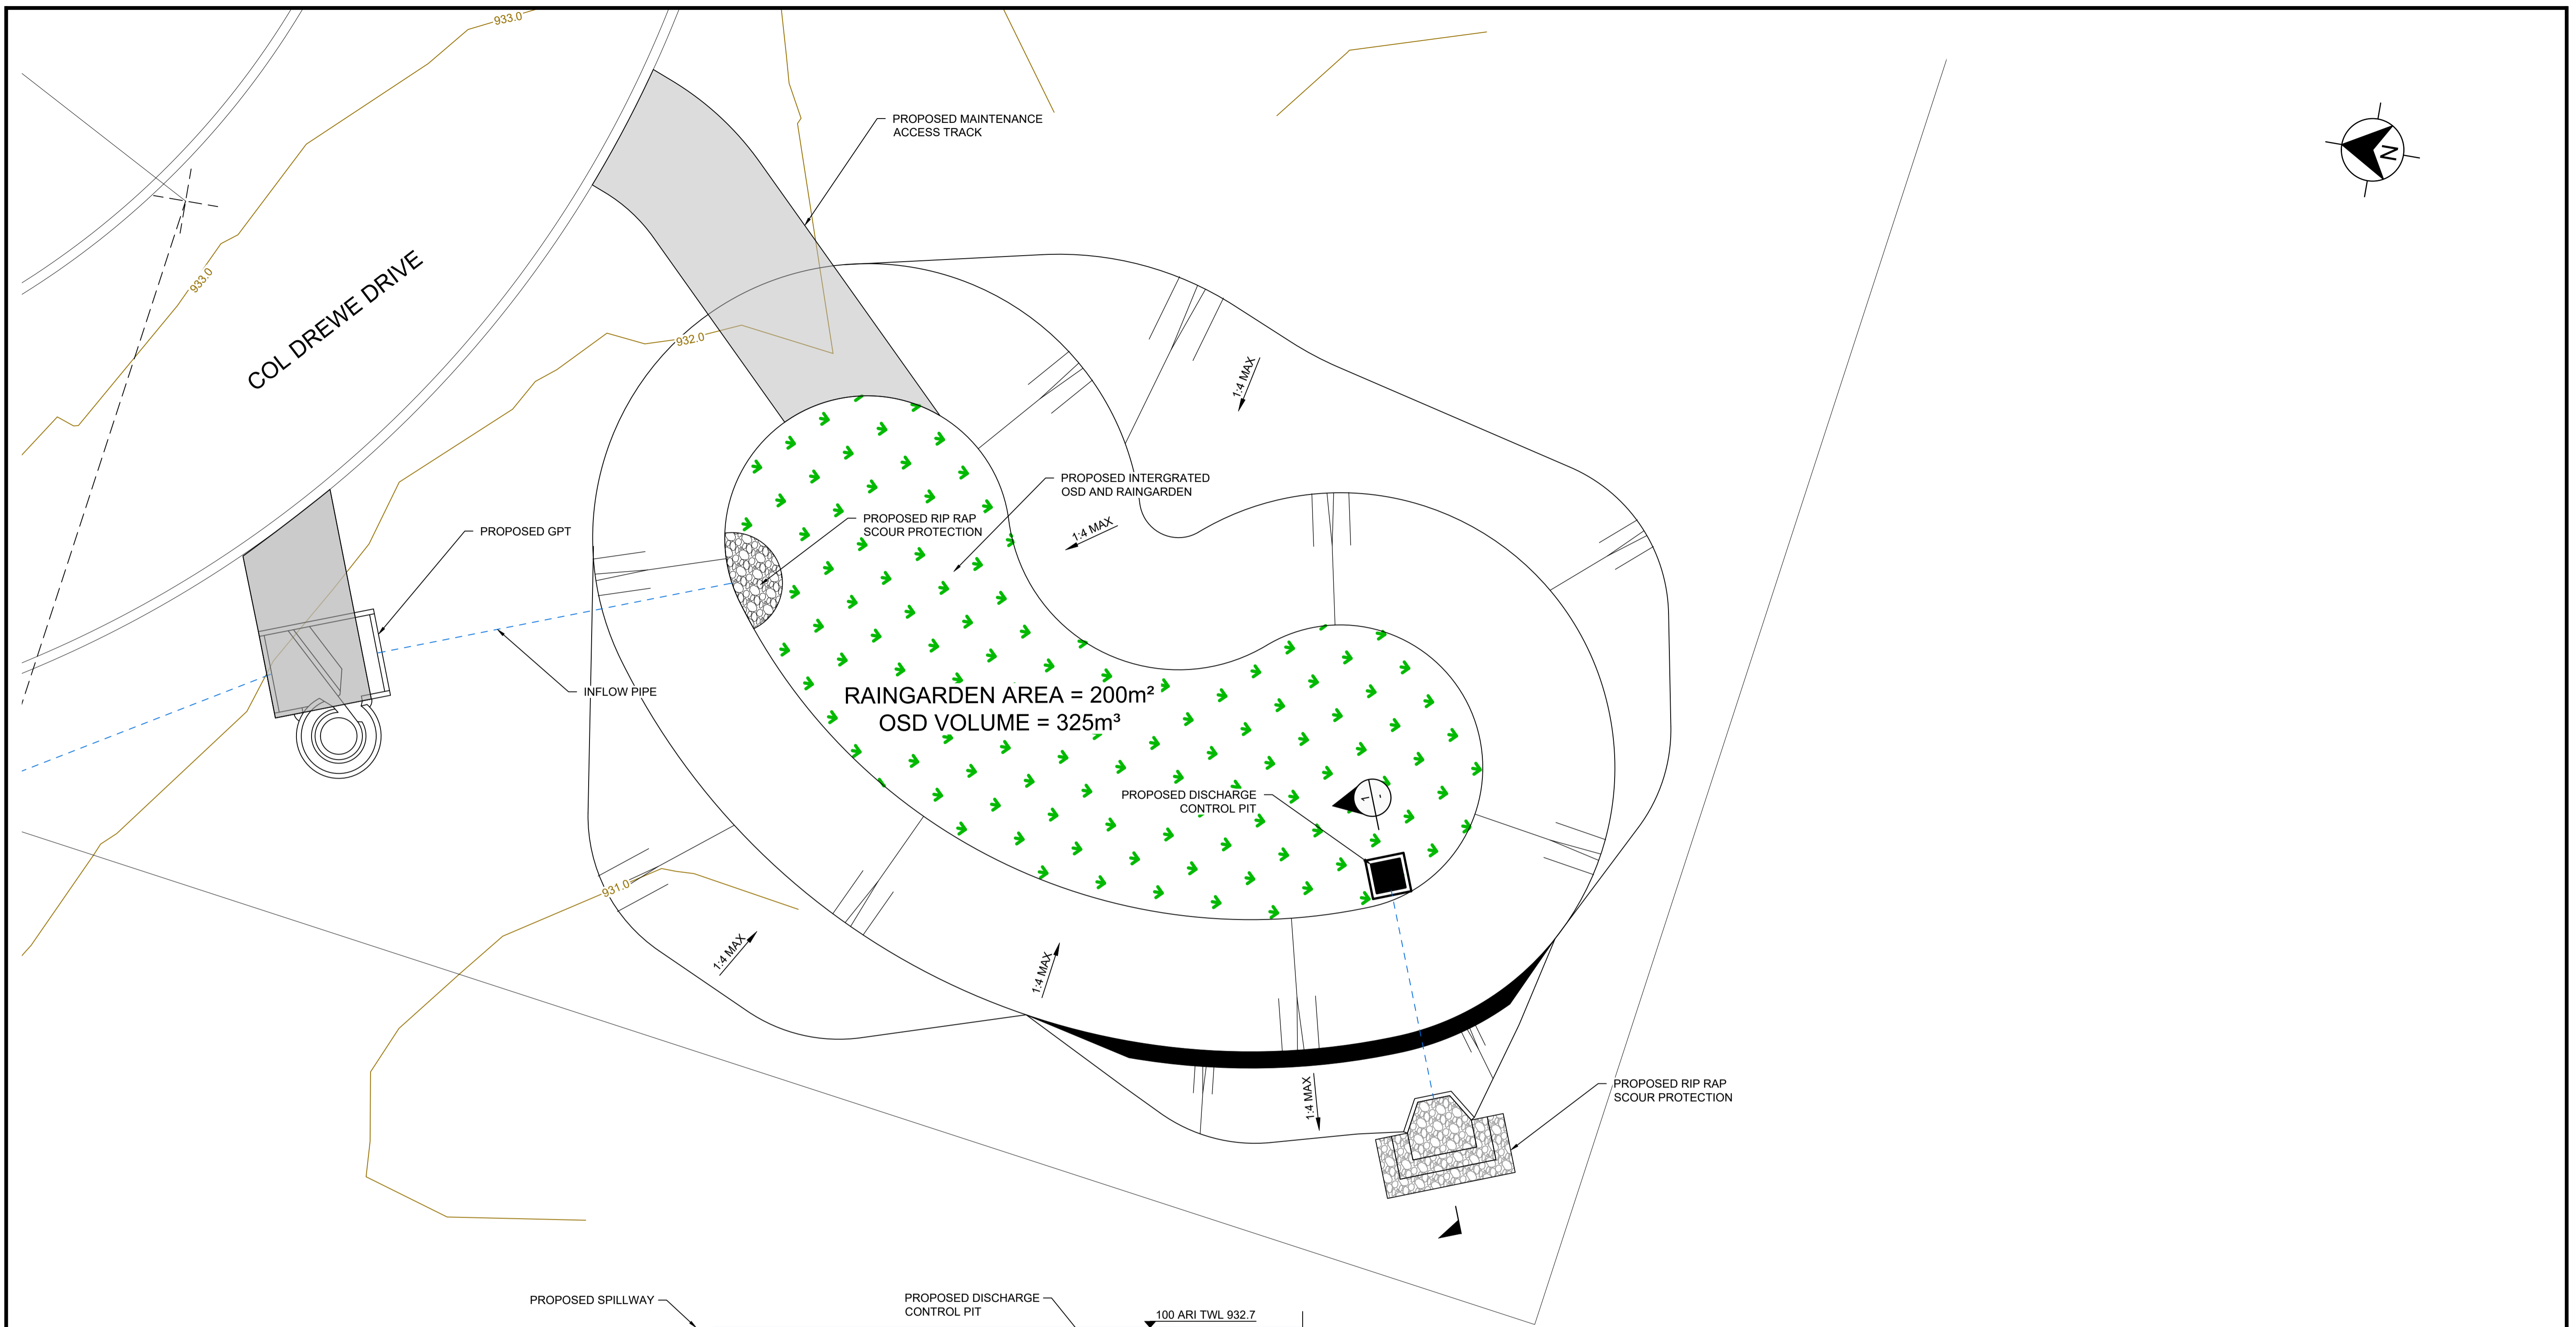 933.0
PROPOSED MAINTENANCE
ACCESS TRACK
N
933.0
COL DREWE DRIVE
932.0
1:4 MAX
PROPOSED INTERGRATED
OSD AND RAINGARDEN
PROPOSED RIP RAP
SCOUR PROTECTION
1:4 MAX
PROPOSED GPT
INFLOW PIPE
RAINGARDEN AREA = 200m²
OSD VOLUME = 325m³
PROPOSED DISCHARGE
CONTROL PIT
1
-
931.0
1:4 MAX
1:4 MAX
1:4 MAX
PROPOSED RIP RAP
SCOUR PROTECTION
PROPOSED SPILLWAY
PROPOSED DISCHARGE
CONTROL PIT
100 ARI TWL 932.7